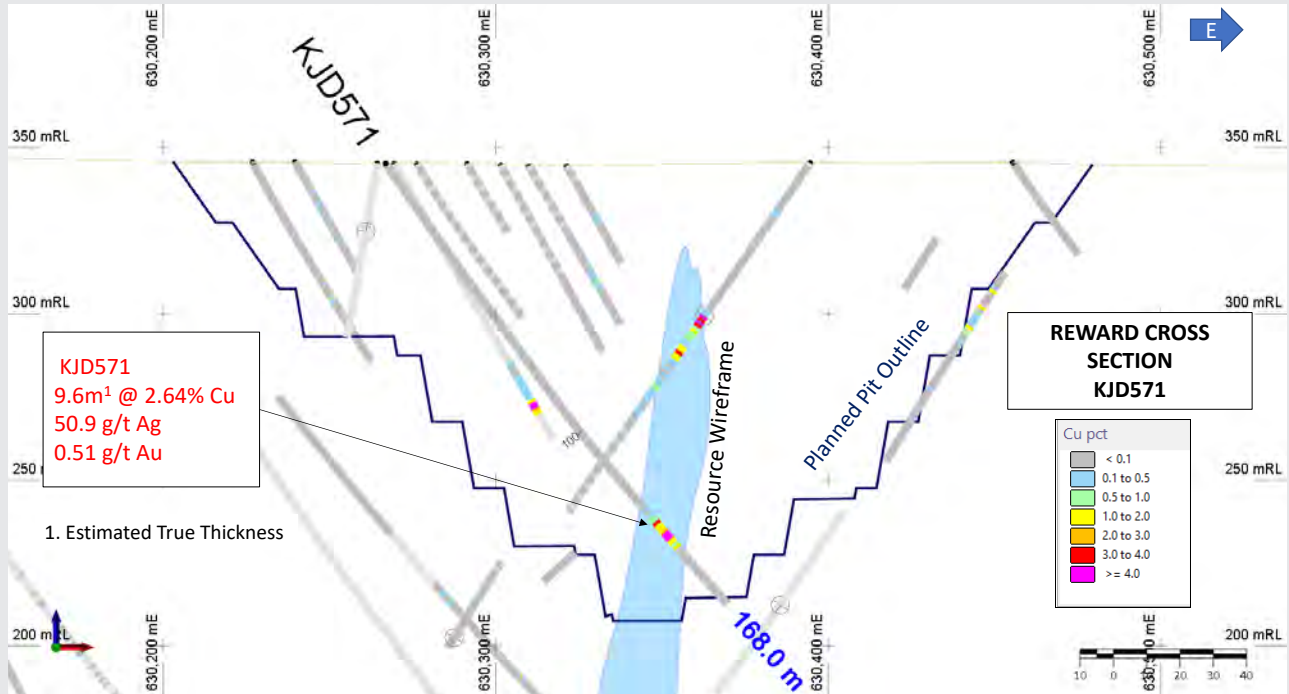 630,200 mE
630,300 mE
630,400 mE
630,500 mE
E
KJD571
350 mRL
350 mRL
300 mRL
300 mRL
KJD571
9.6m¹ @ 2.64% Cu
50.9 g/t Ag
0.51 g/t Au
REWARD CROSS
SECTION
KJD571
Planned Pit Outline
Resource Wireframe
100
Cu pct
< 0.1
0.1 to 0.5
0.5 to 1.0
1.0 to 2.0
2.0 to 3.0
3.0 to 4.0
>= 4.0
250 mRL
250 mRL
1. Estimated True Thickness
168.0 m
200 mRL
200 mRL
630,200 mE
630,300 mE
630,400 mE
630,500 mE
10 0 10 20 30 40